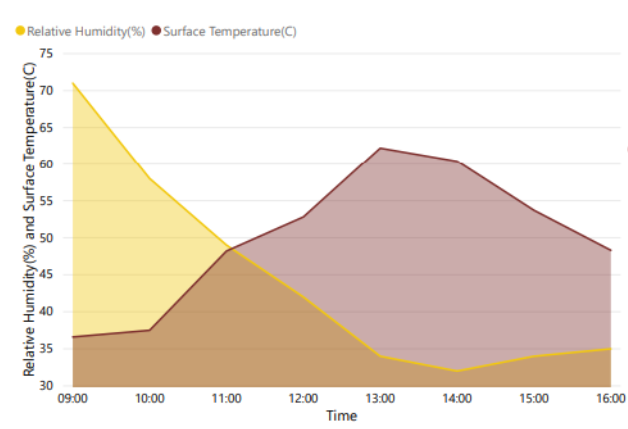 Relative Humidity(%) Surface Temperature(C)
Relative Humidity(%) and Surface Temperature(C)
75
70
65
60
55
50
45
40
35
30
09:00 10:00 11:00 12:00 13:00 14:00 15:00 16:00
Time